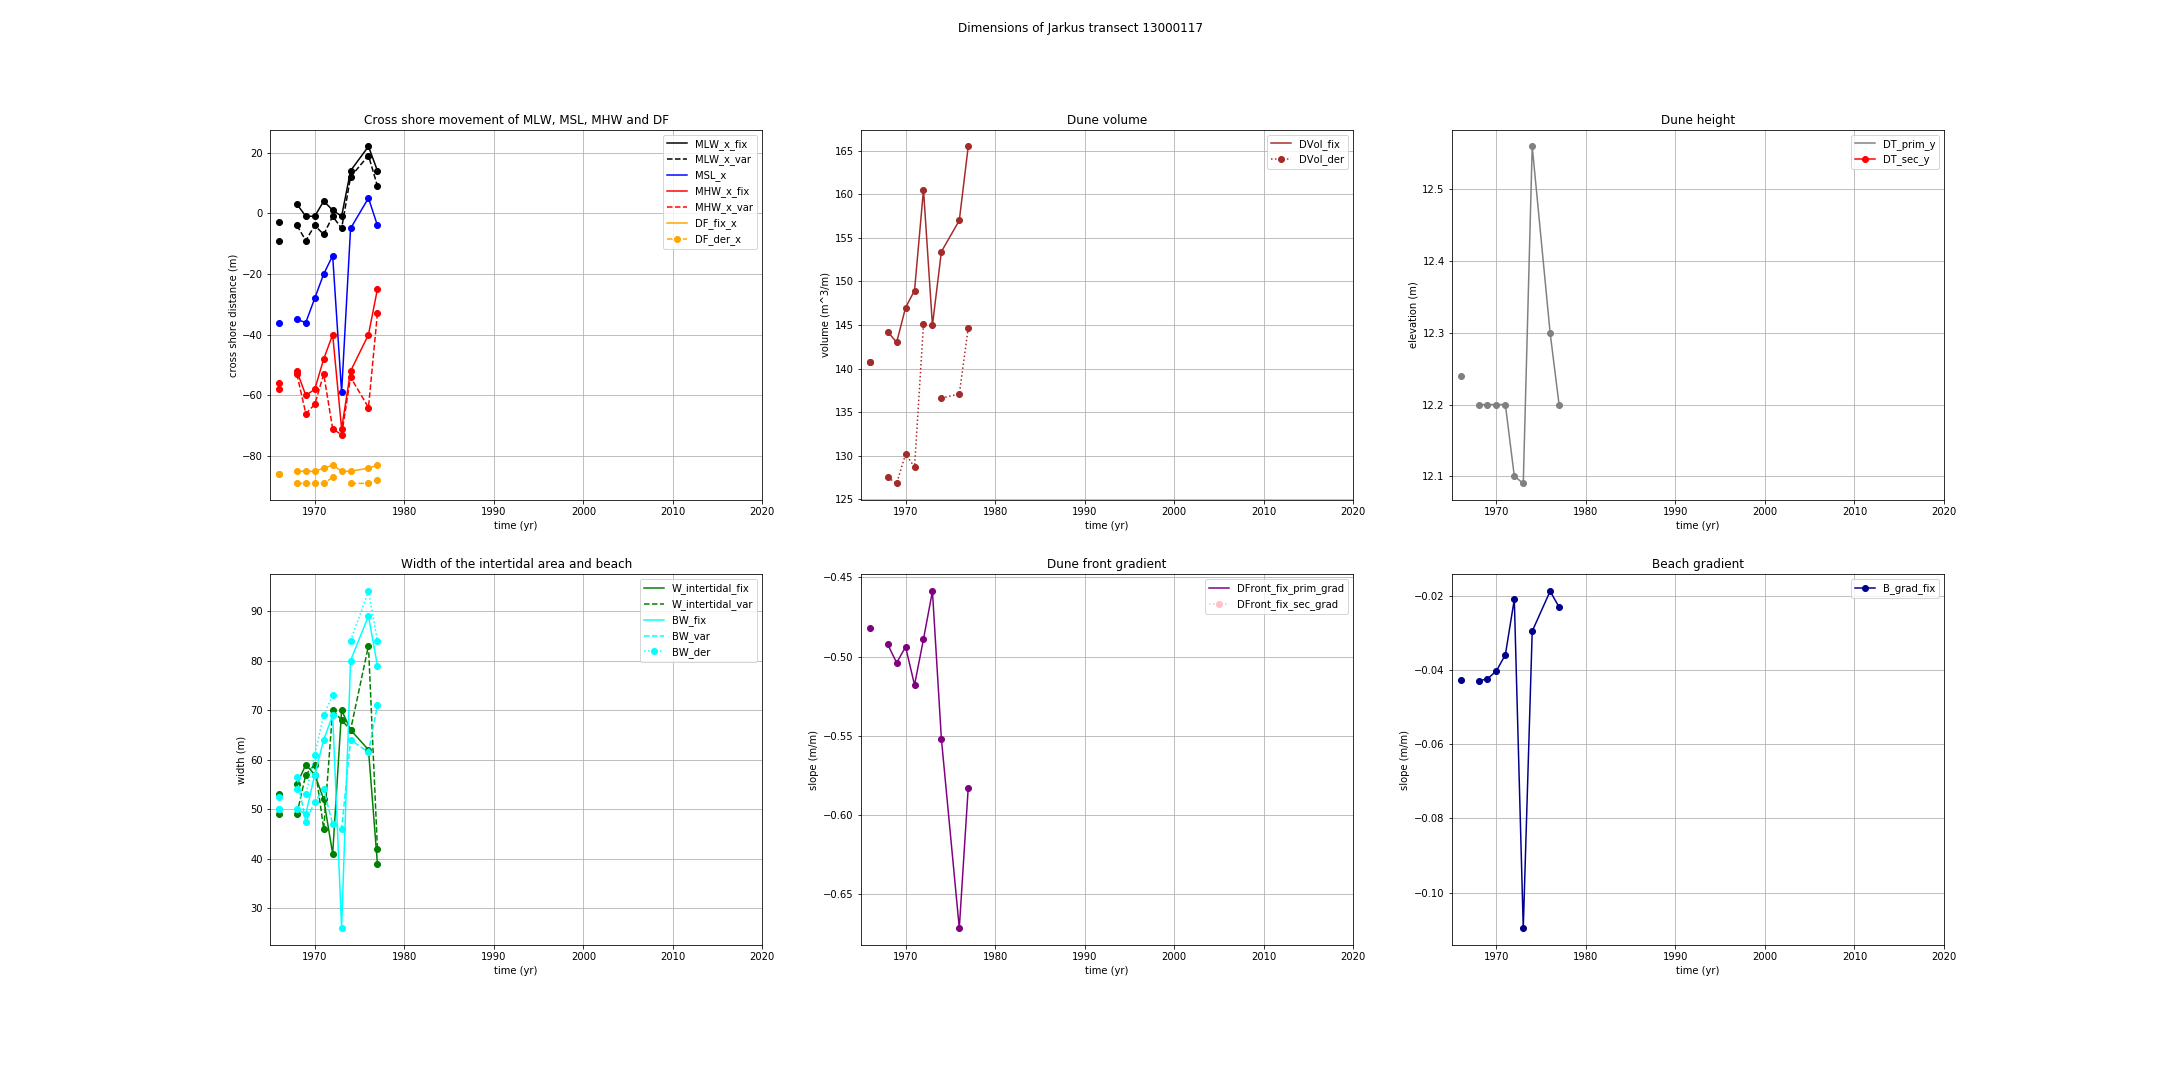 Dimensions of Jarkus transect 13000117
Cross shore movement of MLW, MSL, MHW and DF
cross shore distance (m)
20
0
−20
−40
−60
−80
1970 1980 1990 2000 2010 2020
time (yr)
MLW_x_fix
MLW_x_var
MSL_x
MHW_x_fix
MHW_x_var
DF_fix_x
DF_der_x
Dune volume
volume (m^3/m)
165
160
155
150
145
140
135
130
125
1970 1980 1990 2000 2010 2020
time (yr)
DVol_fix
DVol_der
Dune height
elevation (m)
12.5
12.4
12.3
12.2
12.1
1970 1980 1990 2000 2010 2020
time (yr)
DT_prim_y
DT_sec_y
Width of the intertidal area and beach
width (m)
90
80
70
60
50
40
30
1970 1980 1990 2000 2010 2020
time (yr)
W_intertidal_fix
W_intertidal_var
BW_fix
BW_var
BW_der
Dune front gradient
slope (m/m)
−0.45
−0.50
−0.55
−0.60
−0.65
1970 1980 1990 2000 2010 2020
time (yr)
DFront_fix_prim_grad
DFront_fix_sec_grad
Beach gradient
slope (m/m)
−0.02
−0.04
−0.06
−0.08
−0.10
1970 1980 1990 2000 2010 2020
time (yr)
B_grad_fix